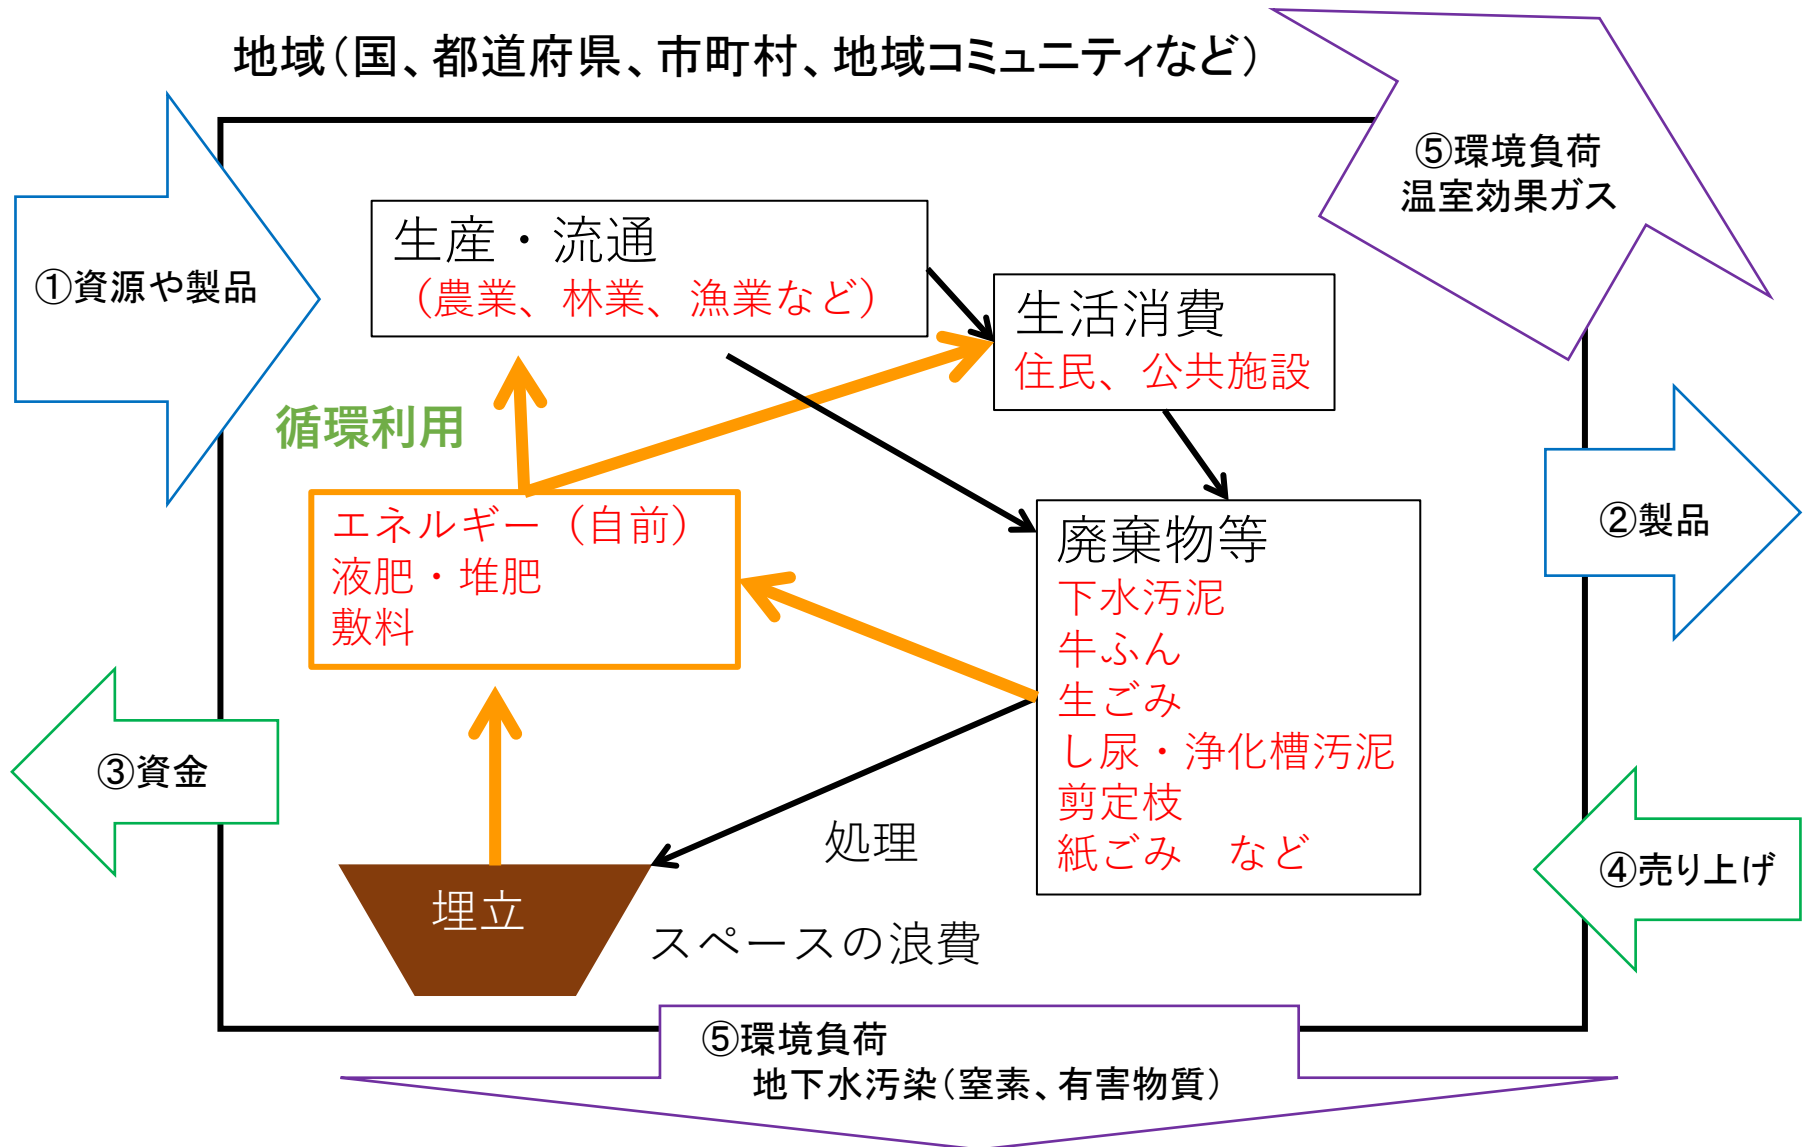 地域（国、都道府県、市町村、地域コミュニティなど）
⑤環境負荷
温室効果ガス
①資源や製品
生産・流通
（農業、林業、漁業など）
生活消費
住民、公共施設
循環利用
エネルギー（自前）
液肥・堆肥
敷料
廃棄物等
下水汚泥
牛ふん
生ごみ
し尿・浄化槽汚泥
剪定枝
紙ごみ　など
②製品
③資金
④売り上げ
処理
埋立
スペースの浪費
⑤環境負荷
地下水汚染（窒素、有害物質）